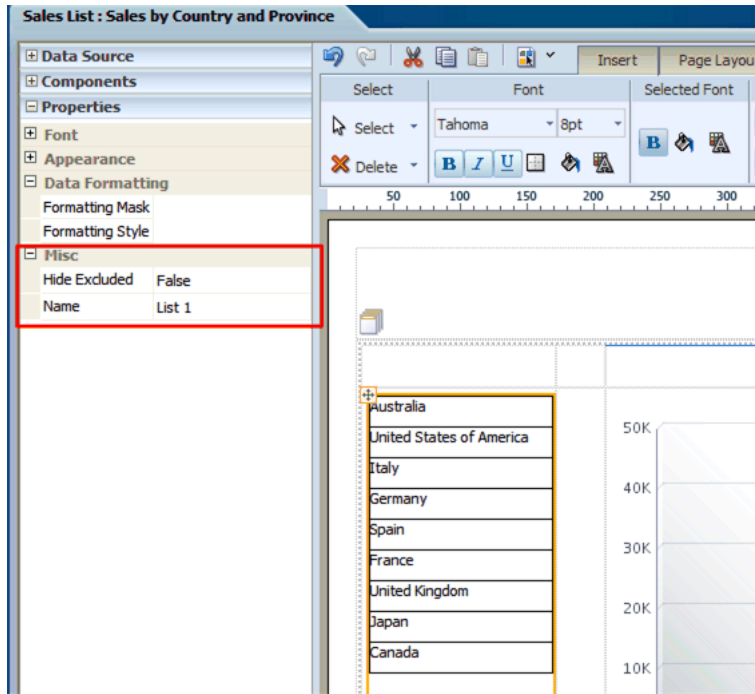 Sales List : Sales by Country and Province
Data Source
Components
Properties
Font
Appearance
Data Formatting
Formatting Mask
Formatting Style
Misc
Hide Excluded False
Name List 1
Insert Page Layou
Select Font Selected Font
Select Tahoma 8pt
Delete B I U A B A
50 100 150 200 250 300
Australia
United States of America
Italy
Germany
Spain
France
United Kingdom
Japan
Canada
50K
40K
30K
20K
10K